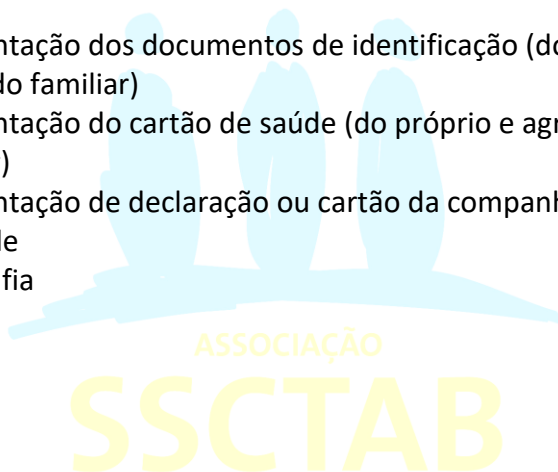 ntação dos documentos de identificação (do
do familiar)
ntação do cartão de saúde (do próprio e agr
)
ntação de declaração ou cartão da companh
de
fia
ASSOCIAÇÃO
SSCTAB